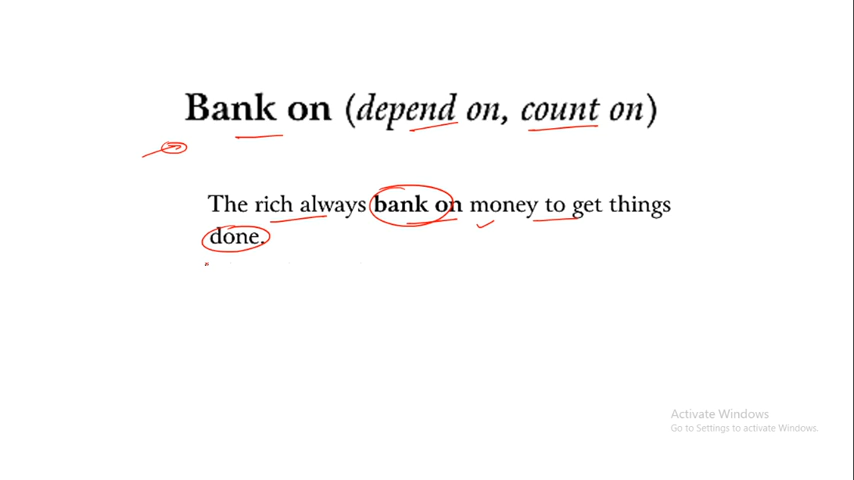 Bank on (depend on, count on)
The rich always bank on money to get things
done.
Activate Windows
Go to Settings to activate Windows.